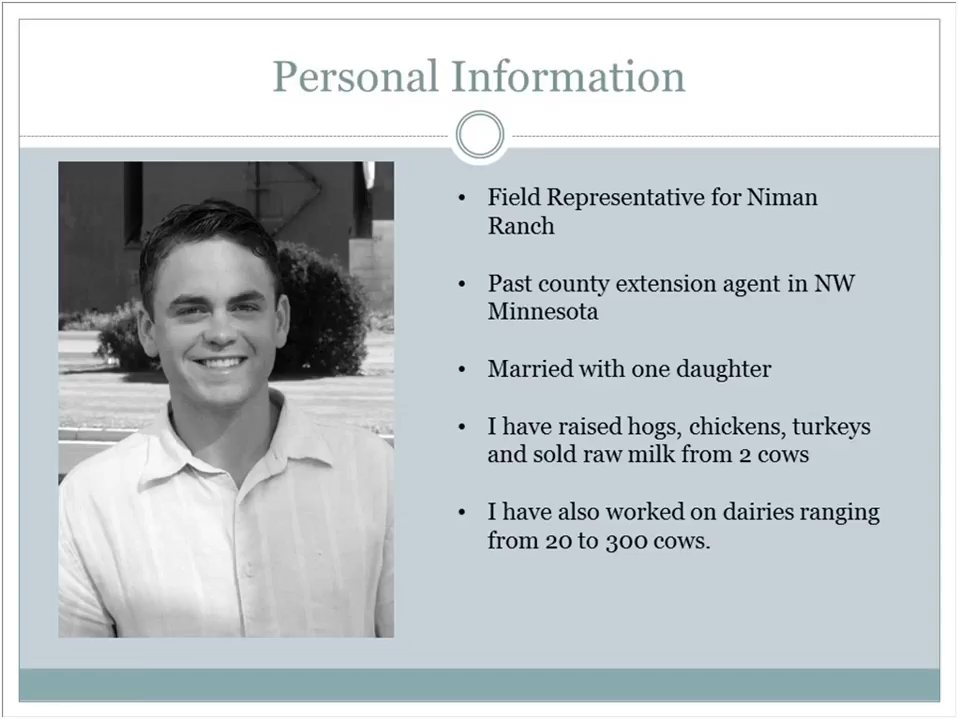 Personal Information
• Field Representative for Niman
Ranch
• Past county extension agent in NW
Minnesota
• Married with one daughter
• I have raised hogs, chickens, turkeys
and sold raw milk from 2 cows
• I have also worked on dairies ranging
from 20 to 300 cows.